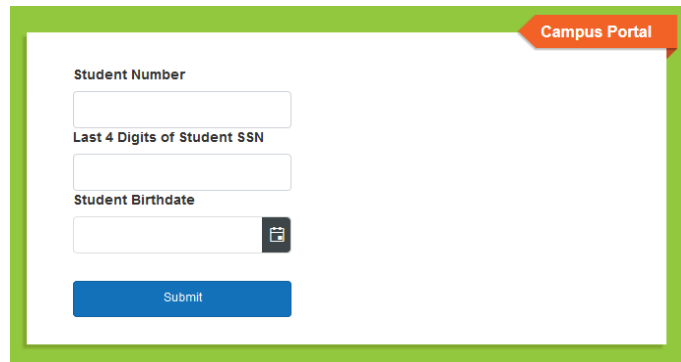 Campus Portal
Student Number
Last 4 Digits of Student SSN
Student Birthdate
Submit